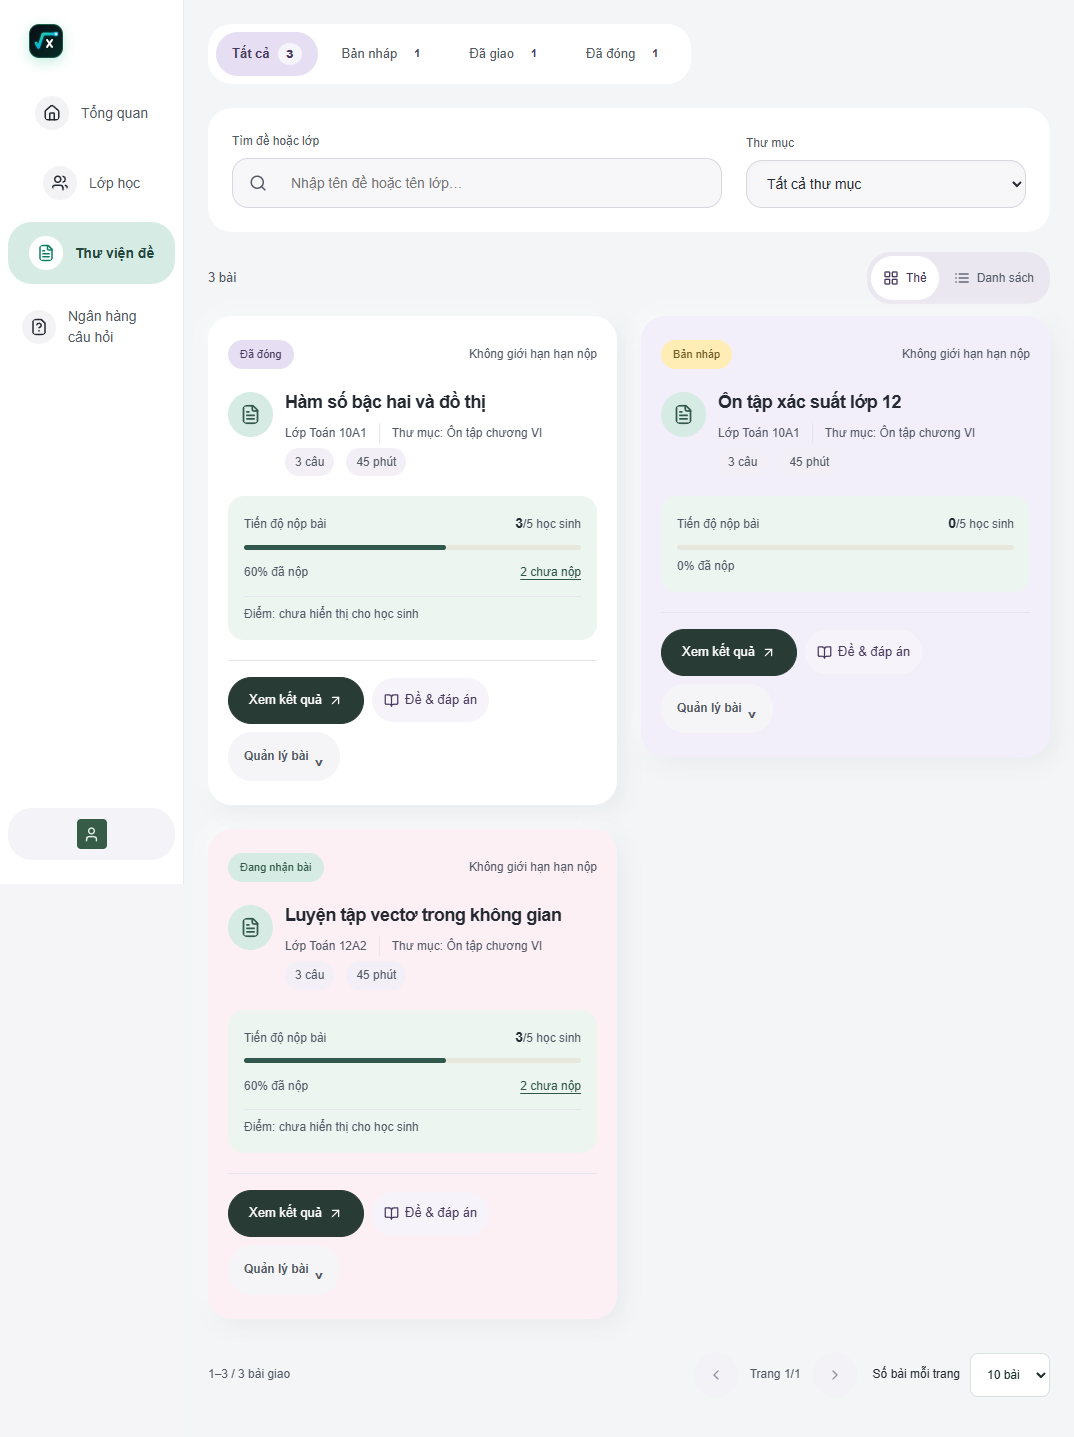 √x
Tổng quan
Lớp học
Thư viện đề
Ngân hàng
câu hỏi
Tất cả 3
Bản nháp 1
Đã giao 1
Đã đóng 1
Tìm đề hoặc lớp
Nhập tên đề hoặc tên lớp...
Thư mục
Tất cả thư mục
3 bài
Thẻ
Danh sách
Đã đóng
Không giới hạn hạn nộp
Hàm số bậc hai và đồ thị
Lớp Toán 10A1
Thư mục: Ôn tập chương VI
3 câu
45 phút
Tiến độ nộp bài
3/5 học sinh
60% đã nộp
2 chưa nộp
Điểm: chưa hiển thị cho học sinh
Xem kết quả
Đề & đáp án
Quản lý bài
Bản nháp
Không giới hạn hạn nộp
Ôn tập xác suất lớp 12
Lớp Toán 10A1
Thư mục: Ôn tập chương VI
3 câu
45 phút
Tiến độ nộp bài
0/5 học sinh
0% đã nộp
Xem kết quả
Đề & đáp án
Quản lý bài
Đang nhận bài
Không giới hạn hạn nộp
Luyện tập vectơ trong không gian
Lớp Toán 12A2
Thư mục: Ôn tập chương VI
3 câu
45 phút
Tiến độ nộp bài
3/5 học sinh
60% đã nộp
2 chưa nộp
Điểm: chưa hiển thị cho học sinh
Xem kết quả
Đề & đáp án
Quản lý bài
1–3 / 3 bài giao
Trang 1/1
Số bài mỗi trang
10 bài